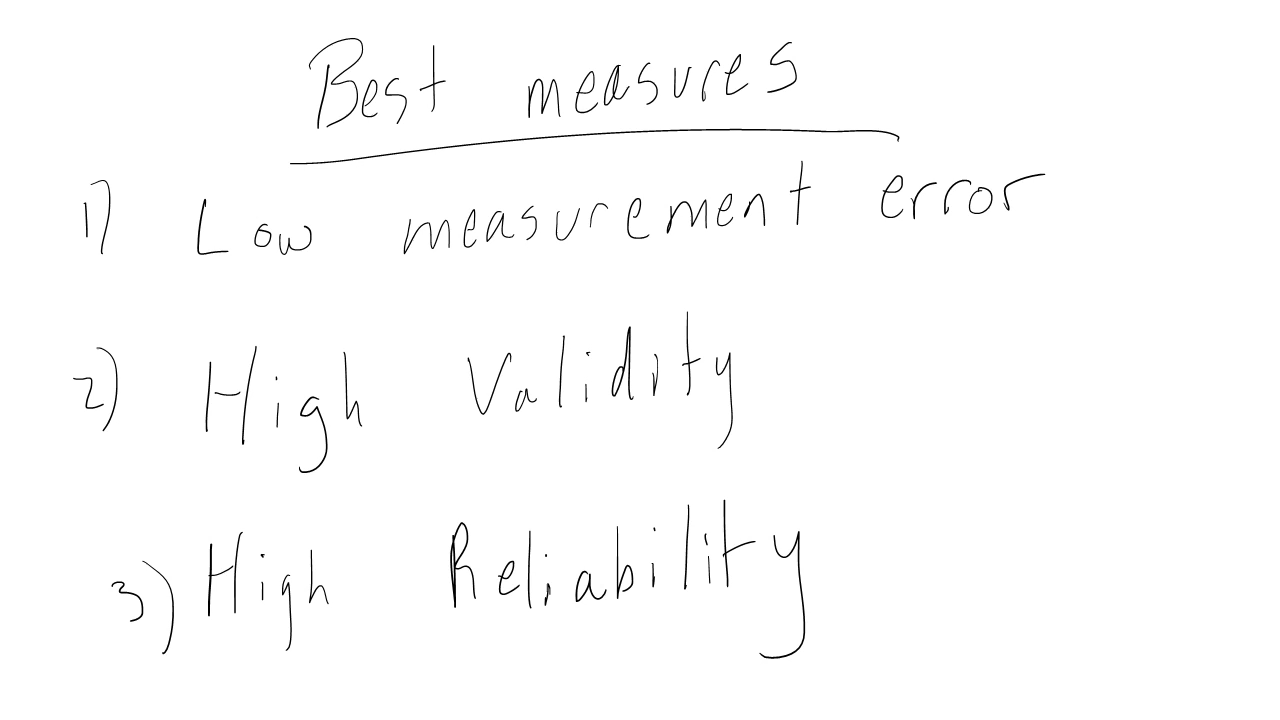 Best measures
1) Low measurement error
2) High Validity
3) High Reliability